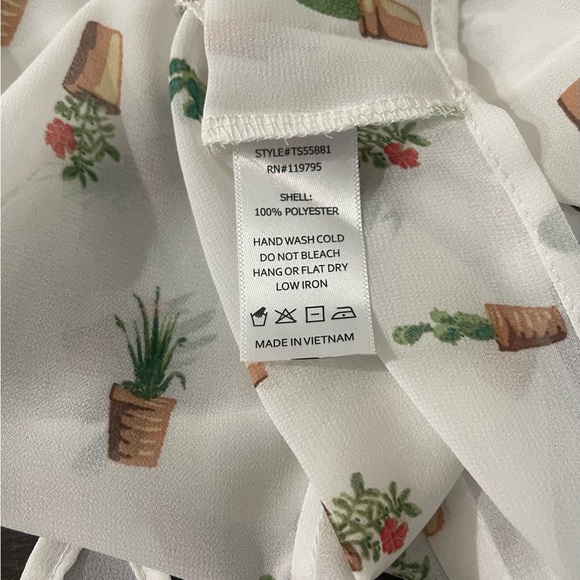 STYLE#TS55881
RN#119795
SHELL:
100% POLYESTER
HAND WASH COLD
DO NOT BLEACH
HANG OR FLAT DRY
LOW IRON
MADE IN VIETNAM